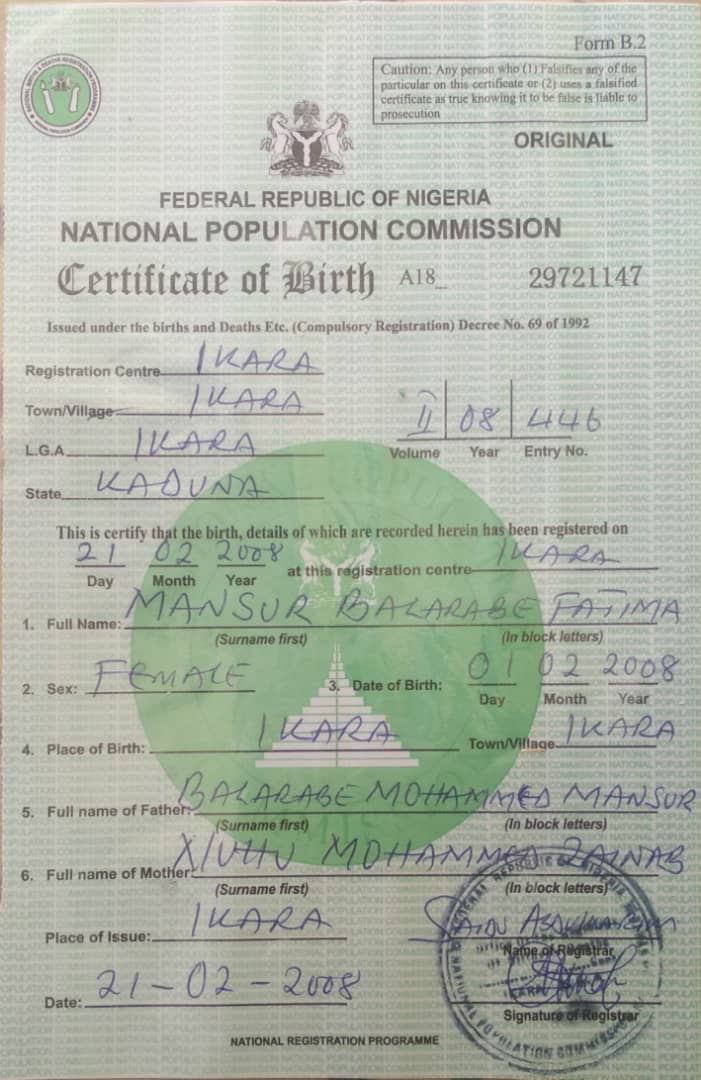 Form B.2
Caution: Any person who (1) Falsifies any of the
particular on this certificate or (2) uses a falsified
certificate as true knowing it to be false is liable to
prosecution
ORIGINAL
FEDERAL REPUBLIC OF NIGERIA
NATIONAL POPULATION COMMISSION
Certificate of Birth A18_ 29721147
Issued under the births and Deaths Etc. (Compulsory Registration) Decree No. 69 of 1992
Registration Centre IKARA
Town/Village IKARA
L.G.A IKARA
II 08 446
Volume Year Entry No.
State KADUNA
This is certify that the birth, details of which are recorded herein has been registered on
21 02 2008 at this registration centre IKARA
Day Month Year
1. Full Name: MANSUR BALARABE FATIMA
(Surname first) (In block letters)
2. Sex: FEMALE 3. Date of Birth: 01 02 2008
Day Month Year
4. Place of Birth: IKARA Town/Village IKARA
5. Full name of Father: BALARABE MOHAMMED MANSUR
(Surname first) (In block letters)
6. Full name of Mother: MOHAMMED ZAINAB
(Surname first) (In block letters)
Place of Issue: IKARA
Name of Registrar
Date: 21-02-2008
Signature of Registrar
NATIONAL POPULATION COMMISSION
NATIONAL REGISTRATION PROGRAMME